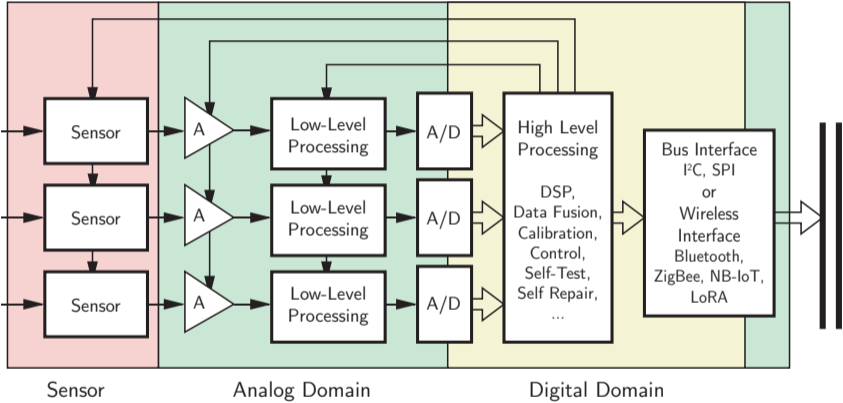 Sensor
A
Low-Level
Processing
A/D
Sensor
A
Low-Level
Processing
A/D
Sensor
A
Low-Level
Processing
A/D
High Level
Processing
DSP,
Data Fusion,
Calibration,
Control,
Self-Test,
Self Repair,
...
Bus Interface
I²C, SPI
or
Wireless
Interface
Bluetooth,
ZigBee, NB-IoT,
LoRA
Sensor
Analog Domain
Digital Domain